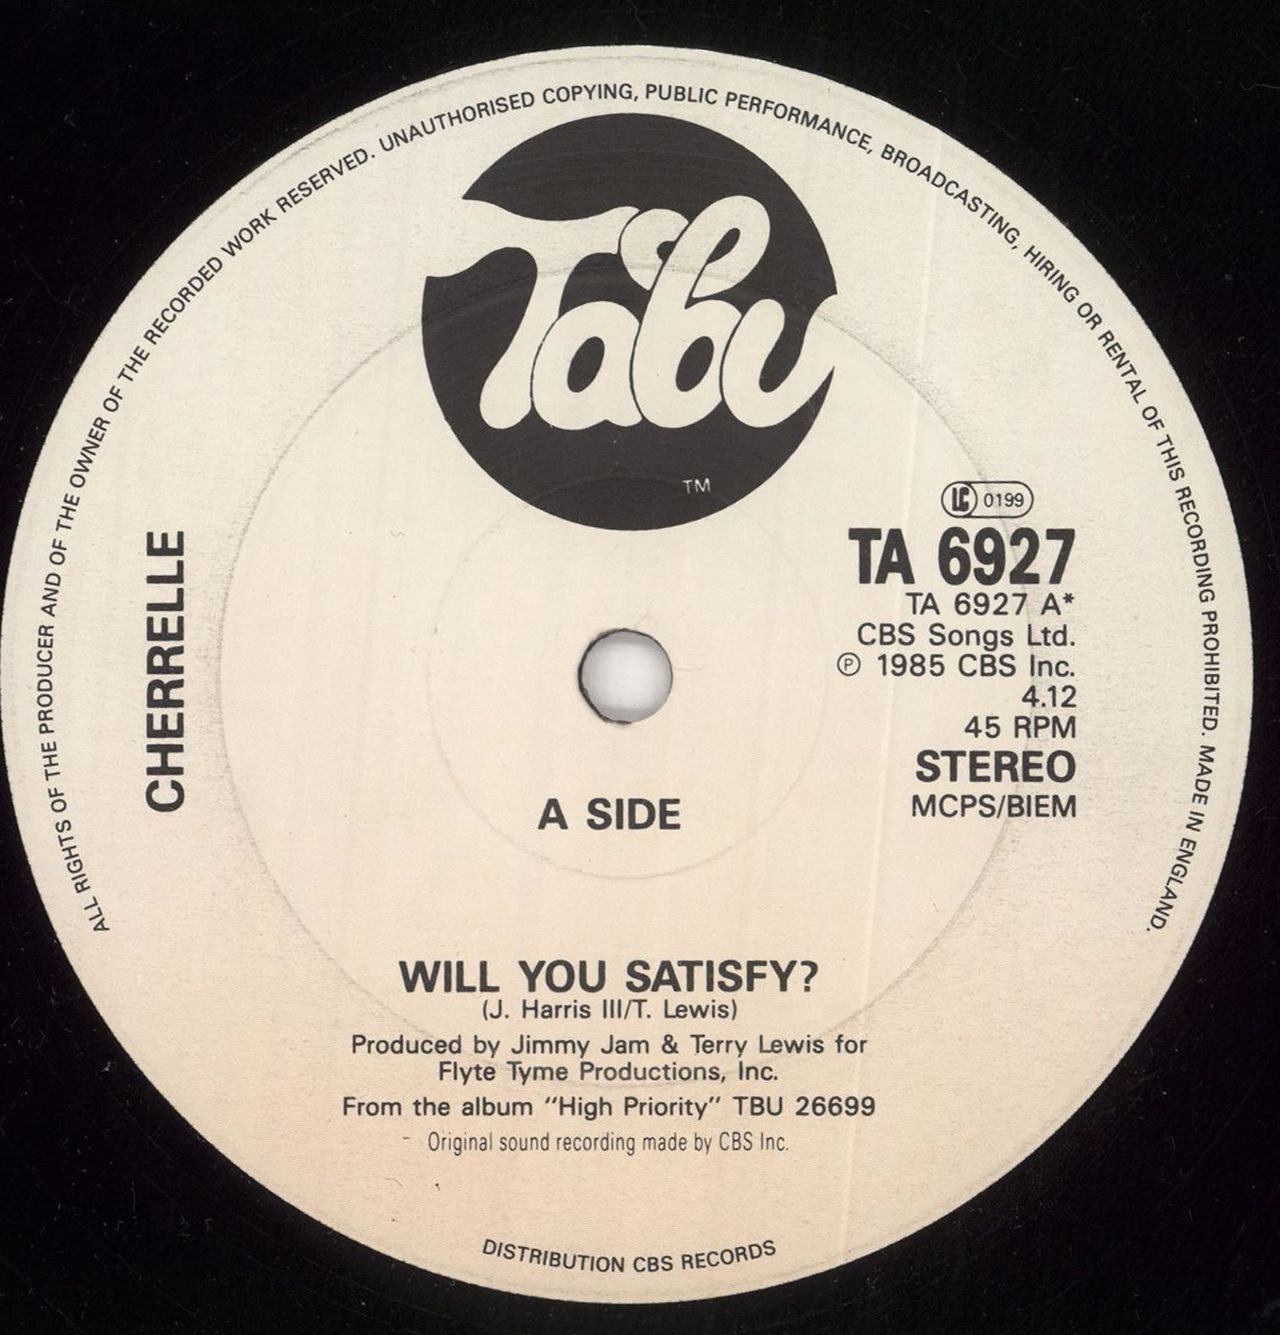 ALL RIGHTS OF THE PRODUCER AND OF THE OWNER OF THE RECORDED WORK RESERVED. UNAUTHORISED COPYING, PUBLIC PERFORMANCE, BROADCASTING, HIRING OR RENTAL OF THIS RECORDING PROHIBITED. MADE IN ENGLAND.
Tabu
TM
CHERRELLE
LC 0199
TA 6927
TA 6927 A*
CBS Songs Ltd.
℗ 1985 CBS Inc.
4.12
45 RPM
STEREO
MCPS/BIEM
A SIDE
WILL YOU SATISFY?
(J. Harris III/T. Lewis)
Produced by Jimmy Jam & Terry Lewis for
Flyte Tyme Productions, Inc.
From the album "High Priority" TBU 26699
Original sound recording made by CBS Inc.
DISTRIBUTION CBS RECORDS